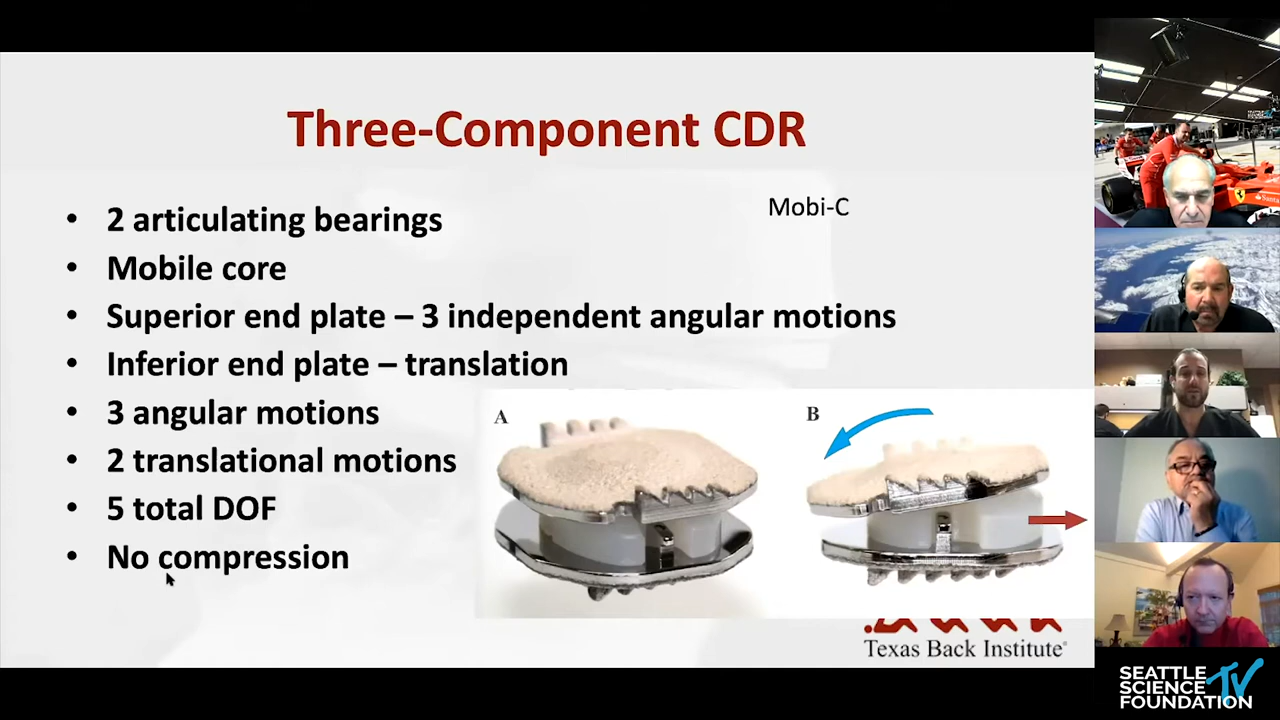 Three-Component CDR
• 2 articulating bearings
Mobi-C
• Mobile core
• Superior end plate – 3 independent angular motions
• Inferior end plate – translation
• 3 angular motions
• 2 translational motions
• 5 total DOF
• No compression
A
B
Texas Back Institute®
SEATTLE
SCIENCE
FOUNDATION
TV